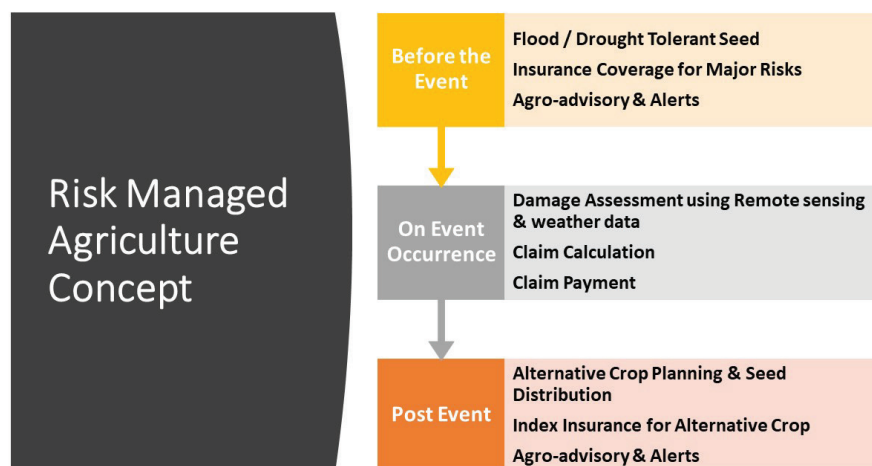 Risk Managed
Agriculture
Concept
Before the
Event
Flood / Drought Tolerant Seed
Insurance Coverage for Major Risks
Agro-advisory & Alerts
On Event
Occurrence
Damage Assessment using Remote sensing
& weather data
Claim Calculation
Claim Payment
Post Event
Alternative Crop Planning & Seed
Distribution
Index Insurance for Alternative Crop
Agro-advisory & Alerts